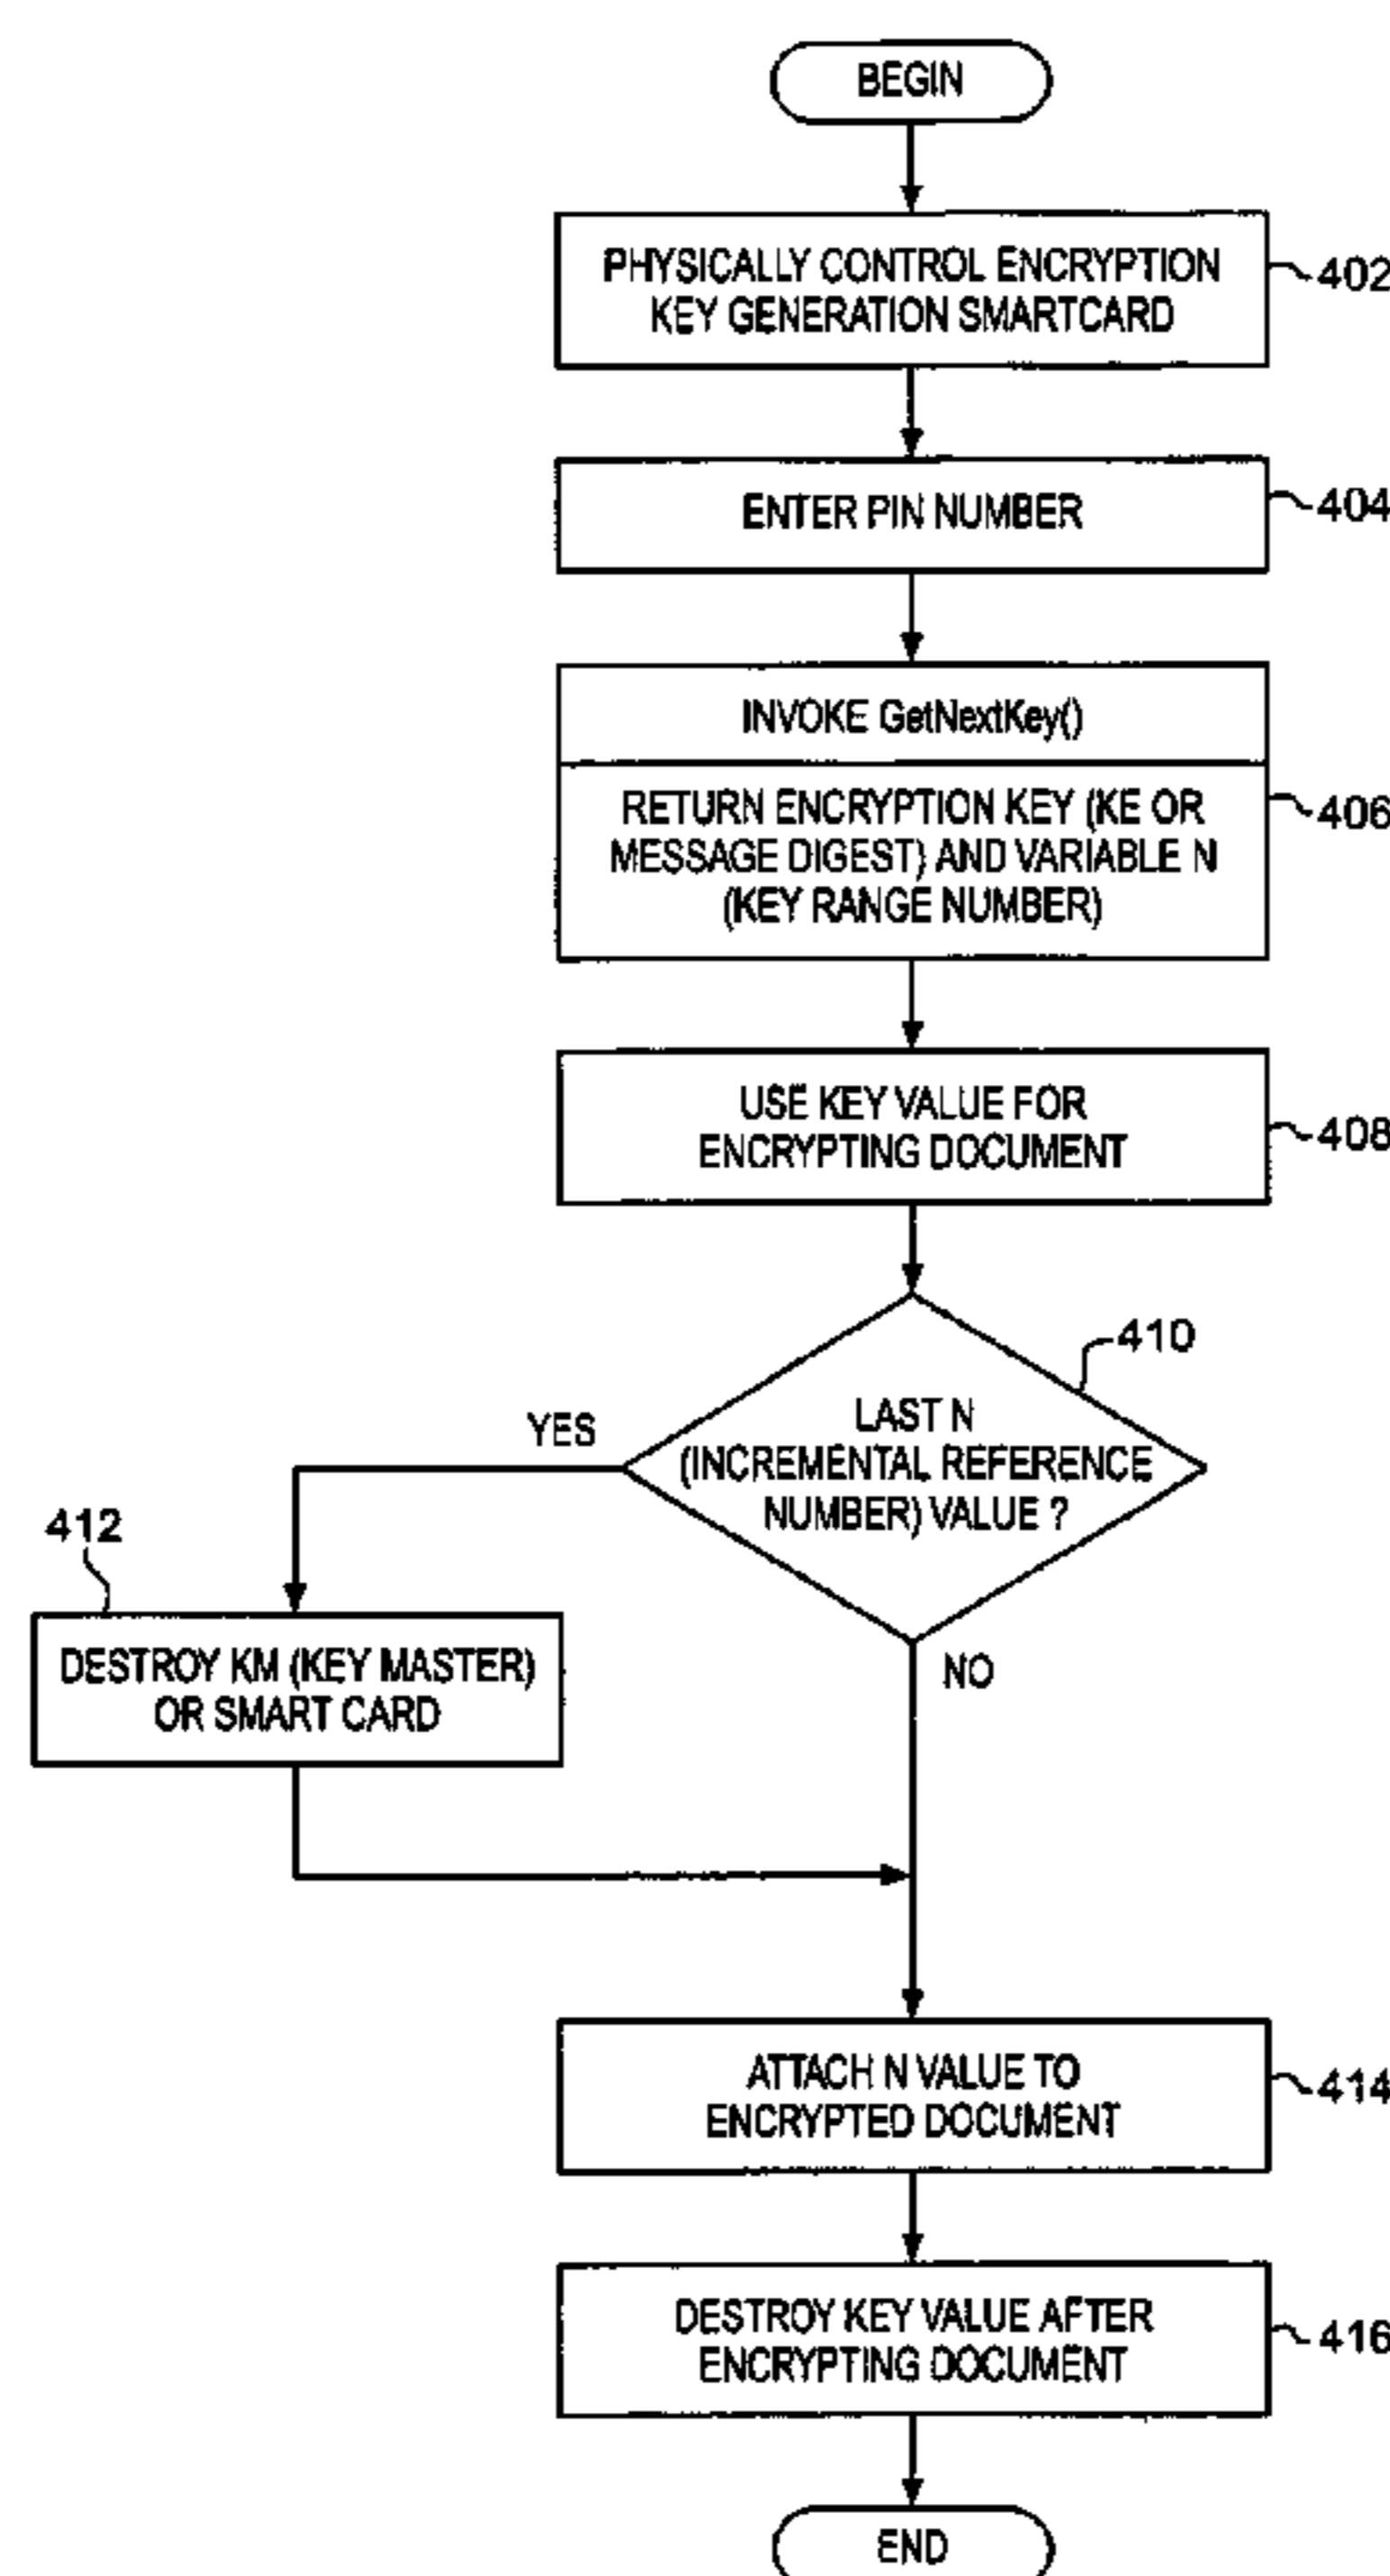 BEGIN
PHYSICALLY CONTROL ENCRYPTION
KEY GENERATION SMARTCARD
402
ENTER PIN NUMBER
404
INVOKE GetNextKey()
RETURN ENCRYPTION KEY (KE OR
MESSAGE DIGEST) AND VARIABLE N
(KEY RANGE NUMBER)
406
USE KEY VALUE FOR
ENCRYPTING DOCUMENT
408
410
LAST N
(INCREMENTAL REFERENCE
NUMBER) VALUE ?
YES
NO
412
DESTROY KM (KEY MASTER)
OR SMART CARD
ATTACH N VALUE TO
ENCRYPTED DOCUMENT
414
DESTROY KEY VALUE AFTER
ENCRYPTING DOCUMENT
416
END